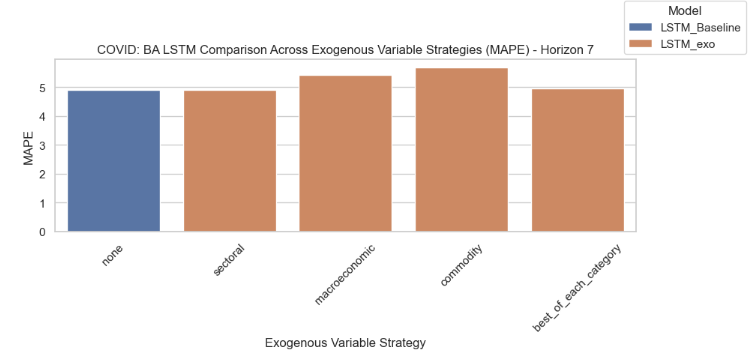 Model
LSTM_Baseline
LSTM_exo
COVID: BA LSTM Comparison Across Exogenous Variable Strategies (MAPE) - Horizon 7
MAPE
5
4
3
2
1
0
none
sectoral
macroeconomic
commodity
best_of_each_category
Exogenous Variable Strategy